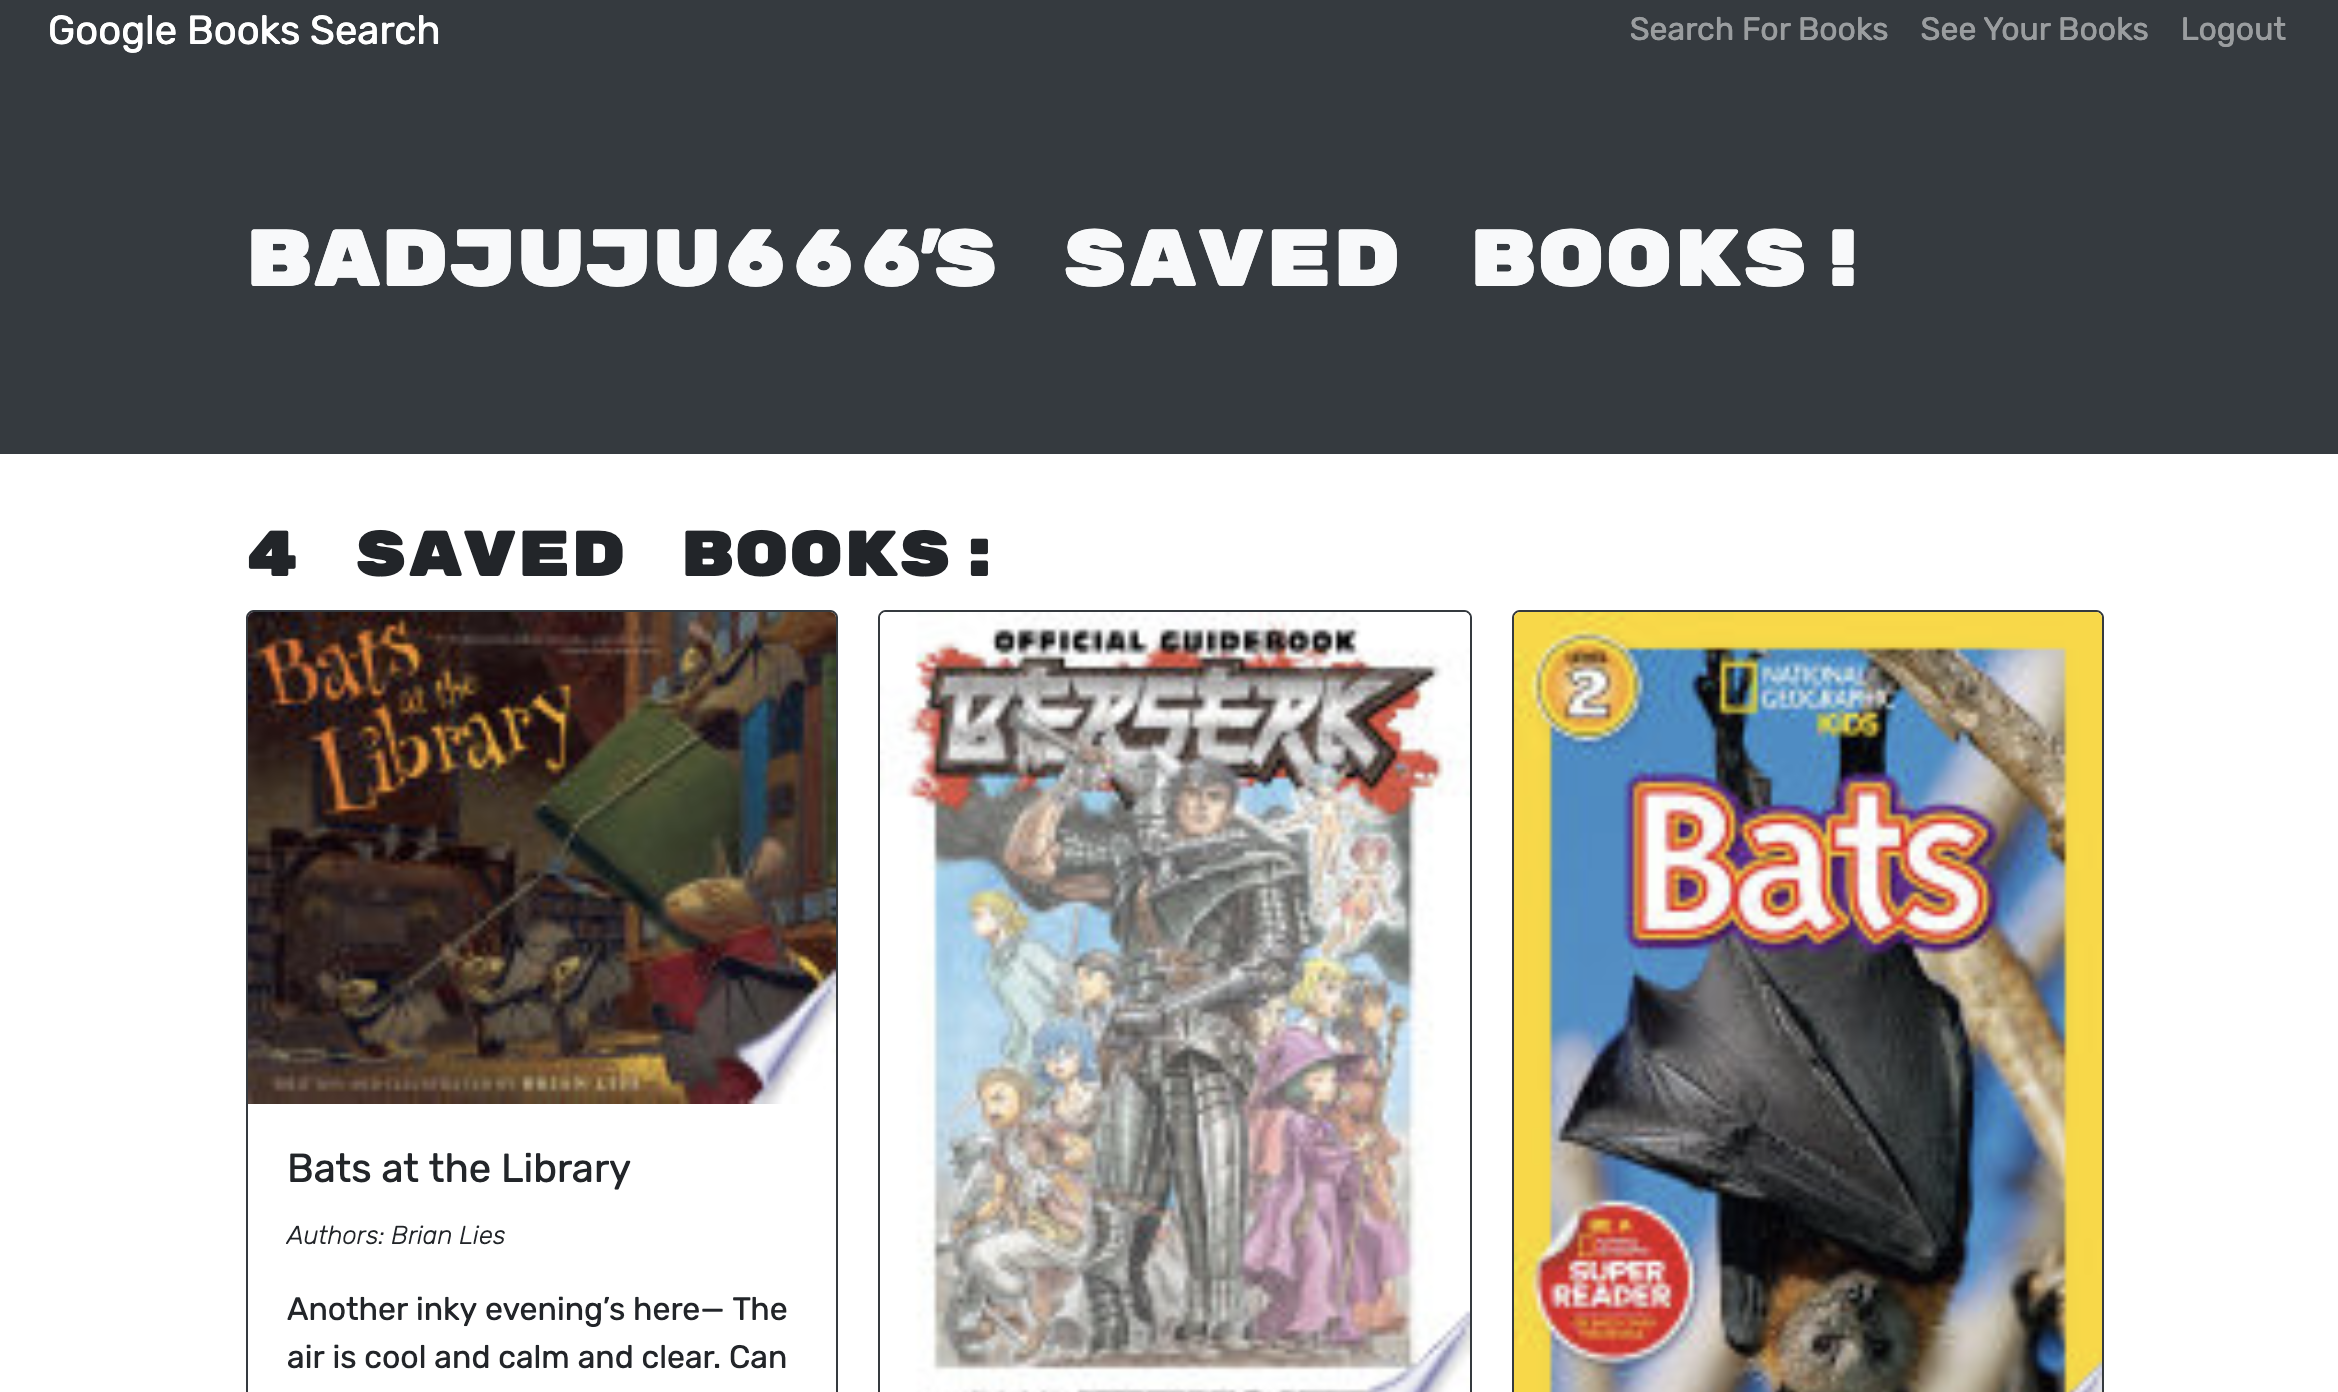 Google Books Search
Search For Books See Your Books Logout
BADJUJU666'S SAVED BOOKS!
4 SAVED BOOKS:
Bats
at the
Library
BRIAN LIES
Bats at the Library
Authors: Brian Lies
Another inky evening’s here— The
air is cool and calm and clear. Can
OFFICIAL GUIDEBOOK
BERSERK
2
NATIONAL
GEOGRAPHIC
KIDS
Bats
SUPER
READER